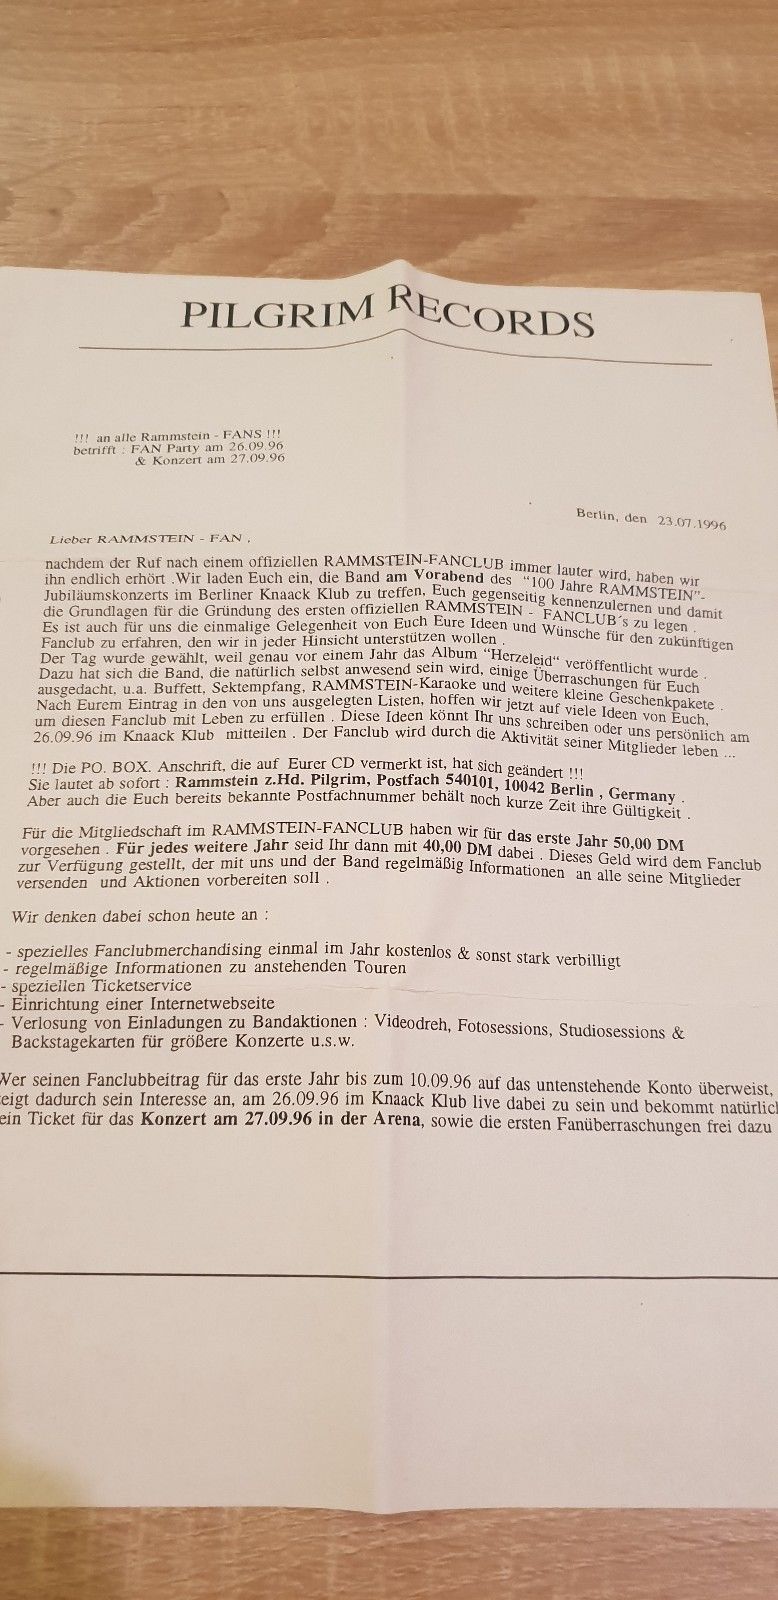 PILGRIM RECORDS
!!! an alle Rammstein - FANS !!!
betrifft : FAN Party am 26.09.96
& Konzert am 27.09.96
Berlin, den 23.07.1996
Lieber RAMMSTEIN - FAN ,
nachdem der Ruf nach einem offiziellen RAMMSTEIN-FANCLUB immer lauter wird, haben wir
ihn endlich erhört .Wir laden Euch ein, die Band am Vorabend des "100 Jahre RAMMSTEIN"-
Jubiläumskonzerts im Berliner Knaack Klub zu treffen, Euch gegenseitig kennenzulernen und damit
die Grundlagen für die Gründung des ersten offiziellen RAMMSTEIN - FANCLUB´s zu legen .
Es ist auch für uns die einmalige Gelegenheit von Euch Eure Ideen und Wünsche für den zukünftigen
Fanclub zu erfahren, den wir in jeder Hinsicht unterstützen wollen .
Der Tag wurde gewählt, weil genau vor einem Jahr das Album "Herzeleid" veröffentlicht wurde .
Dazu hat sich die Band, die natürlich selbst anwesend sein wird, einige Überraschungen für Euch
ausgedacht, u.a. Buffett, Sektempfang, RAMMSTEIN-Karaoke und weitere kleine Geschenkpakete .
Nach Eurem Eintrag in den von uns ausgelegten Listen, hoffen wir jetzt auf viele Ideen von Euch,
um diesen Fanclub mit Leben zu erfüllen . Diese Ideen könnt Ihr uns schreiben oder uns persönlich am
26.09.96 im Knaack Klub mitteilen . Der Fanclub wird durch die Aktivität seiner Mitglieder leben ...
!!! Die PO. BOX. Anschrift, die auf Eurer CD vermerkt ist, hat sich geändert !!!
Sie lautet ab sofort : Rammstein z.Hd. Pilgrim, Postfach 540101, 10042 Berlin , Germany .
Aber auch die Euch bereits bekannte Postfachnummer behält noch kurze Zeit ihre Gültigkeit .
Für die Mitgliedschaft im RAMMSTEIN-FANCLUB haben wir für das erste Jahr 50,00 DM
vorgesehen . Für jedes weitere Jahr seid Ihr dann mit 40,00 DM dabei . Dieses Geld wird dem Fanclub
zur Verfügung gestellt, der mit uns und der Band regelmäßig Informationen an alle seine Mitglieder
versenden und Aktionen vorbereiten soll .
Wir denken dabei schon heute an :
- spezielles Fanclubmerchandising einmal im Jahr kostenlos & sonst stark verbilligt
- regelmäßige Informationen zu anstehenden Touren
- speziellen Ticketservice
- Einrichtung einer Internetwebseite
- Verlosung von Einladungen zu Bandaktionen : Videodreh, Fotosessions, Studiosessions &
Backstagekarten für größere Konzerte u.s.w.
Wer seinen Fanclubbeitrag für das erste Jahr bis zum 10.09.96 auf das untenstehende Konto überweist,
eigt dadurch sein Interesse an, am 26.09.96 im Knaack Klub live dabei zu sein und bekommt natürlich
ein Ticket für das Konzert am 27.09.96 in der Arena, sowie die ersten Fanüberraschungen frei dazu